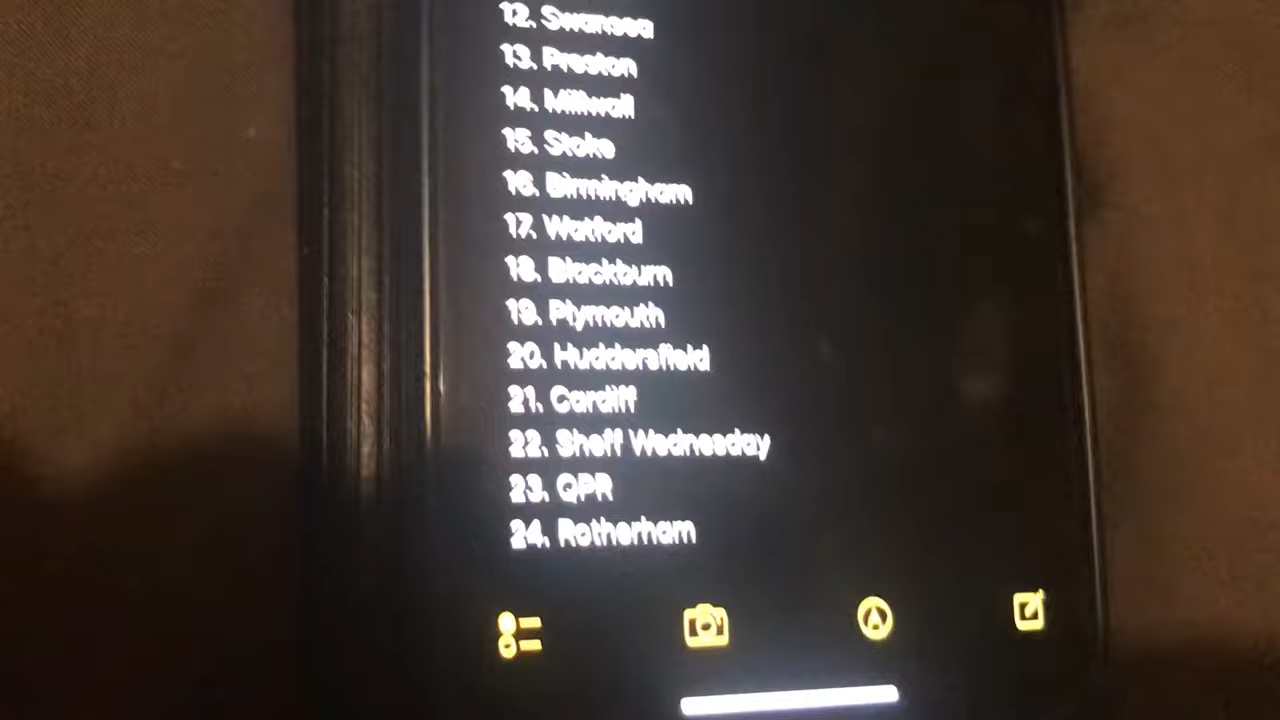 12. Swansea
13. Preston
14. Millwall
15. Stoke
16. Birmingham
17. Watford
18. Blackburn
19. Plymouth
20. Huddersfield
21. Cardiff
22. Sheff Wednesday
23. QPR
24. Rotherham